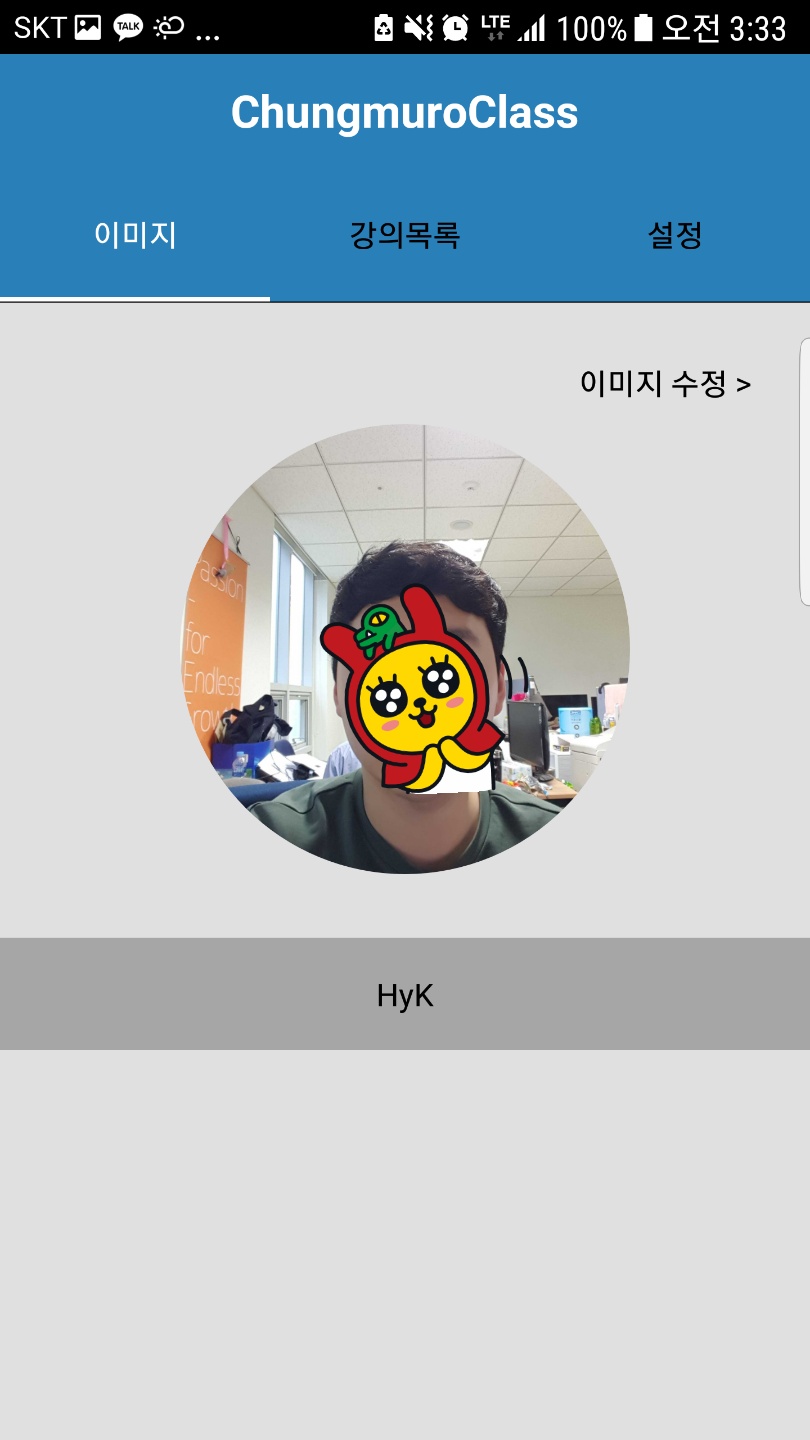 SKT TALK ... LTE 100% 오전 3:33
ChungmuroClass
이미지 강의목록 설정
이미지 수정 >
assion
-
for
Endless
HyK